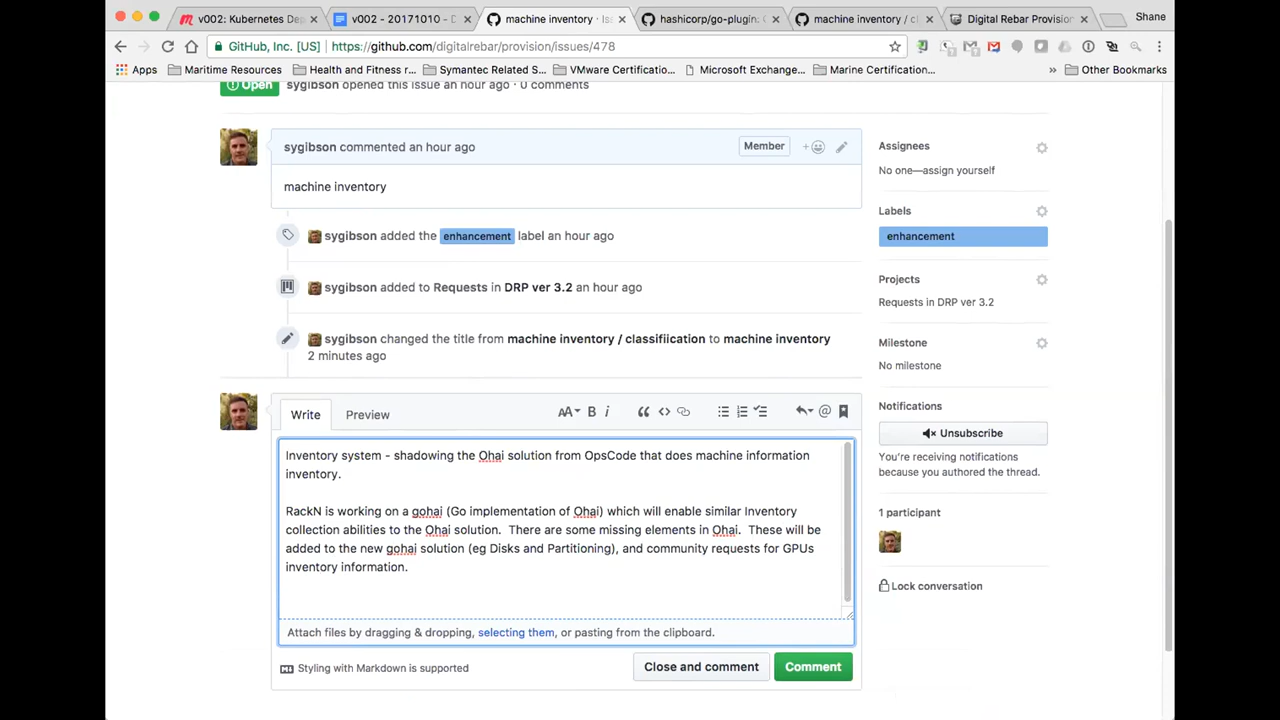 v002: Kubernetes Dep
v002 - 20171010 - D
machine inventory · Is
hashicorp/go-plugin: G
machine inventory / cl
Digital Rebar Provision
Shane
GitHub, Inc. [US]
https://github.com/digitalrebar/provision/issues/478
Apps
Maritime Resources
Health and Fitness r...
Symantec Related S...
VMware Certificatio...
Microsoft Exchange...
Marine Certification...
»
Other Bookmarks
Open
sygibson opened this issue an hour ago · 0 comments
sygibson commented an hour ago
Member
machine inventory
sygibson added the enhancement label an hour ago
sygibson added to Requests in DRP ver 3.2 an hour ago
sygibson changed the title from machine inventory / classifiication to machine inventory
2 minutes ago
Write
Preview
AA
B
i
Inventory system - shadowing the Ohai solution from OpsCode that does machine information
inventory.
RackN is working on a gohai (Go implementation of Ohai) which will enable similar Inventory
collection abilities to the Ohai solution. There are some missing elements in Ohai. These will be
added to the new gohai solution (eg Disks and Partitioning), and community requests for GPUs
inventory information.
Attach files by dragging & dropping, selecting them, or pasting from the clipboard.
Styling with Markdown is supported
Close and comment
Comment
Assignees
No one—assign yourself
Labels
enhancement
Projects
Requests in DRP ver 3.2
Milestone
No milestone
Notifications
Unsubscribe
You're receiving notifications
because you authored the thread.
1 participant
Lock conversation